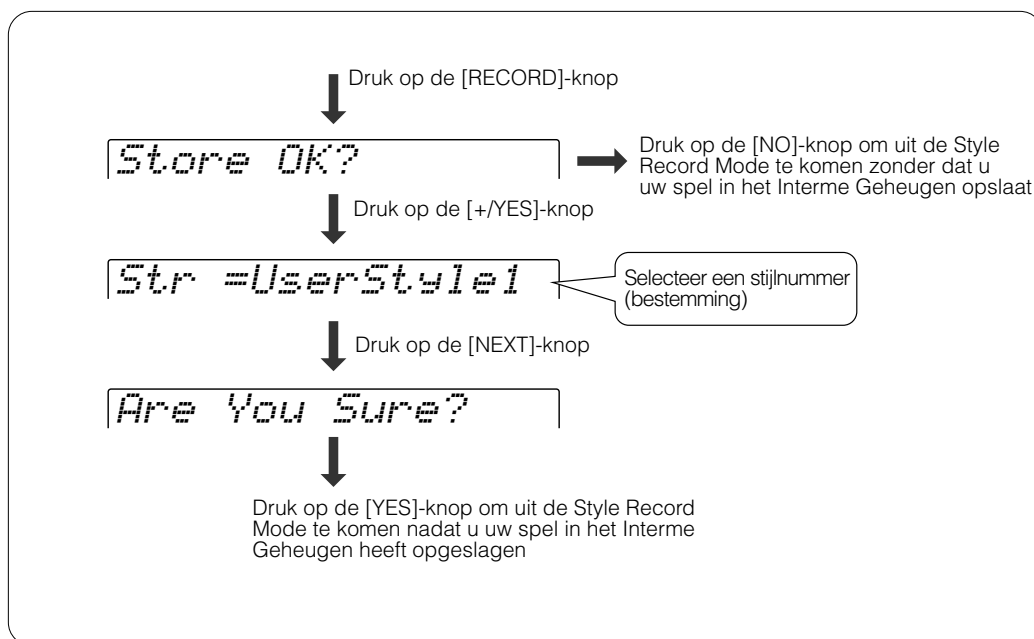 Druk op de [RECORD]-knop
Store OK?
Druk op de [NO]-knop om uit de Style
Record Mode te komen zonder dat u
uw spel in het Interme Geheugen opslaat
Druk op de [+/YES]-knop
Str =UserStyle1
Selecteer een stijlnummer
(bestemming)
Druk op de [NEXT]-knop
Are You Sure?
Druk op de [YES]-knop om uit de Style Record
Mode te komen nadat u uw spel in het Interme
Geheugen heeft opgeslagen